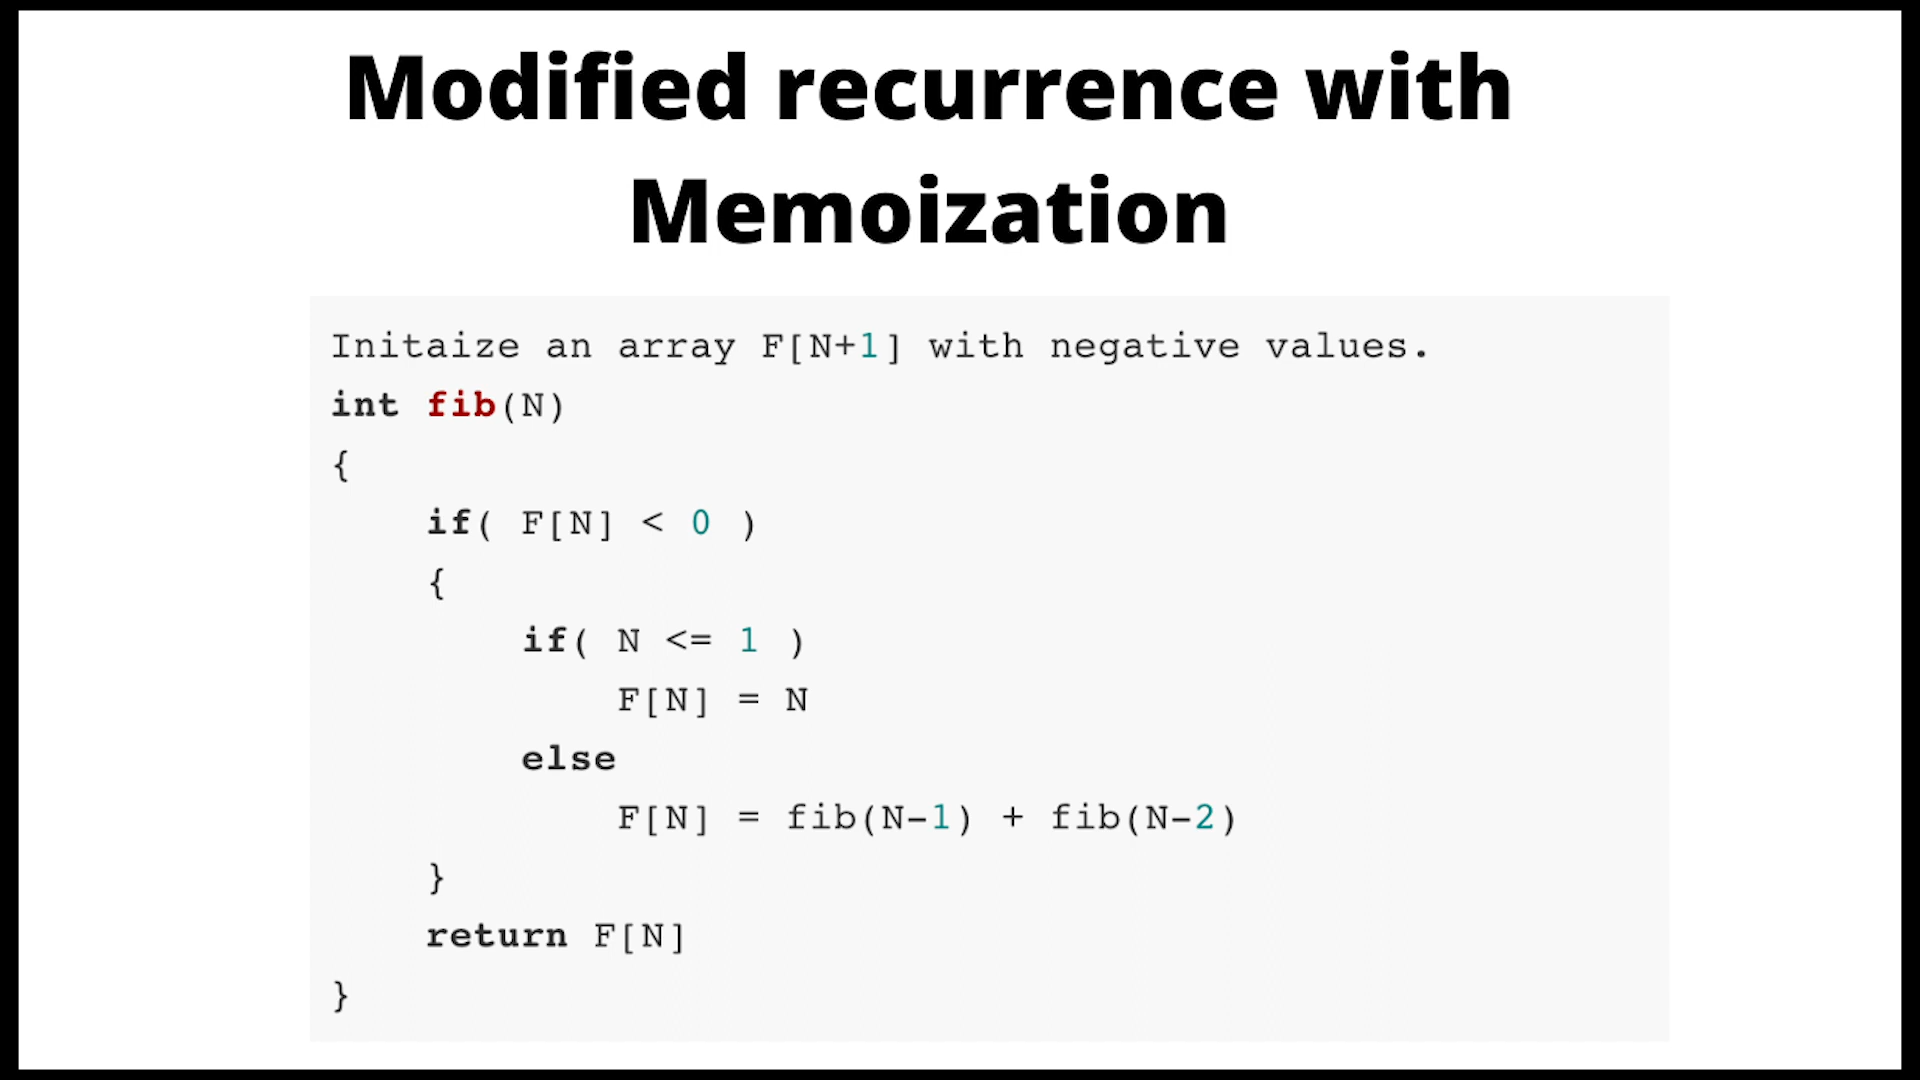 Modified recurrence with
Memoization
Initaize an array F[N+1] with negative values.
int fib(N)
{
if( F[N] < 0 )
{
if( N <= 1 )
F[N] = N
else
F[N] = fib(N-1) + fib(N-2)
}
return F[N]
}